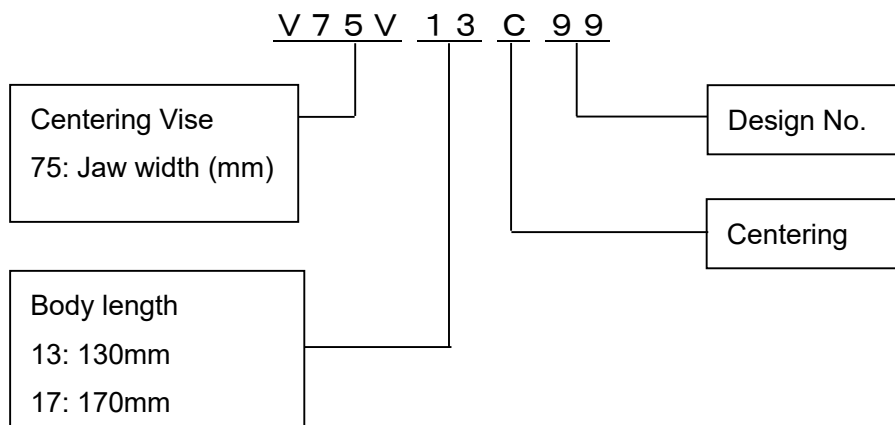 V75V 13 C 99
Centering Vise
75: Jaw width (mm)
Design No.
Centering
Body length
13: 130mm
17: 170mm